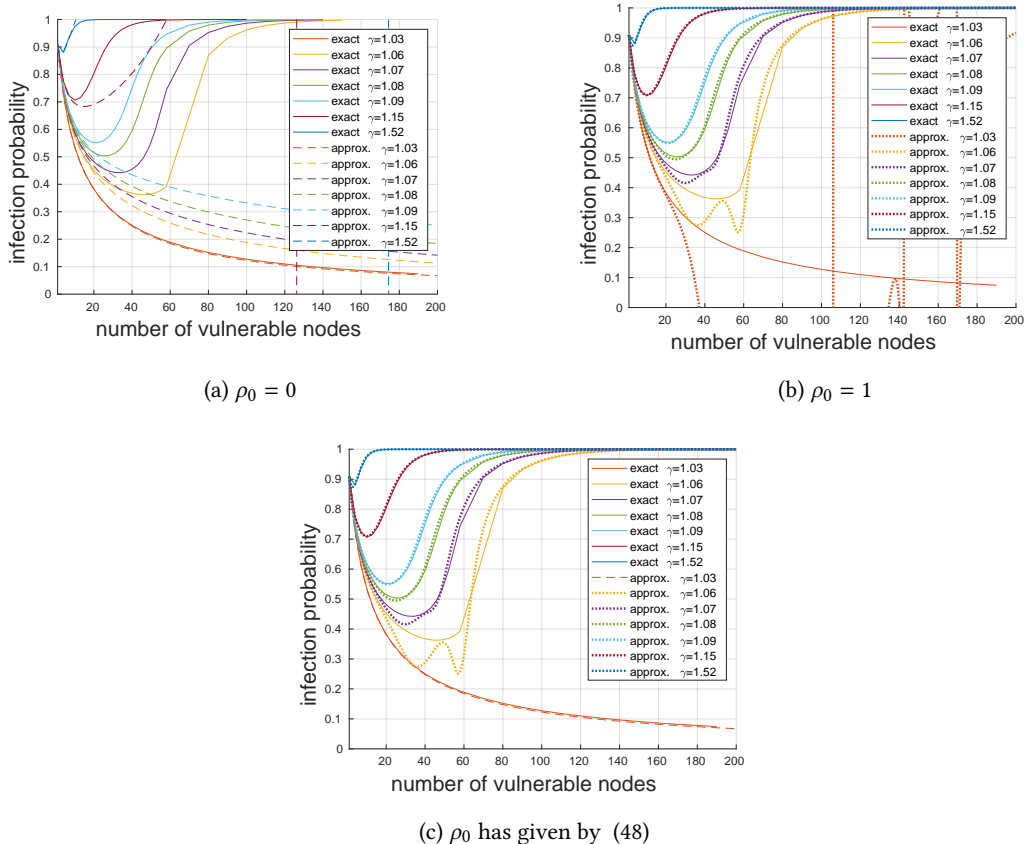 infection probability
1
0.9
0.8
0.7
0.6
0.5
0.4
0.3
0.2
0.1
0
exact γ=1.03
exact γ=1.06
exact γ=1.07
exact γ=1.08
exact γ=1.09
exact γ=1.15
exact γ=1.52
approx. γ=1.03
approx. γ=1.06
approx. γ=1.07
approx. γ=1.08
approx. γ=1.09
approx. γ=1.15
approx. γ=1.52
20 40 60 80 100 120 140 160 180 200
number of vulnerable nodes
(a) ρ₀ = 0
infection probability
1
0.9
0.8
0.7
0.6
0.5
0.4
0.3
0.2
0.1
0
exact γ=1.03
exact γ=1.06
exact γ=1.07
exact γ=1.08
exact γ=1.09
exact γ=1.15
exact γ=1.52
approx. γ=1.03
approx. γ=1.06
approx. γ=1.07
approx. γ=1.08
approx. γ=1.09
approx. γ=1.15
approx. γ=1.52
20 40 60 80 100 120 140 160 180 200
number of vulnerable nodes
(b) ρ₀ = 1
infection probability
1
0.9
0.8
0.7
0.6
0.5
0.4
0.3
0.2
0.1
0
exact γ=1.03
exact γ=1.06
exact γ=1.07
exact γ=1.08
exact γ=1.09
exact γ=1.15
exact γ=1.52
approx. γ=1.03
approx. γ=1.06
approx. γ=1.07
approx. γ=1.08
approx. γ=1.09
approx. γ=1.15
approx. γ=1.52
20 40 60 80 100 120 140 160 180 200
number of vulnerable nodes
(c) ρ₀ has given by (48)